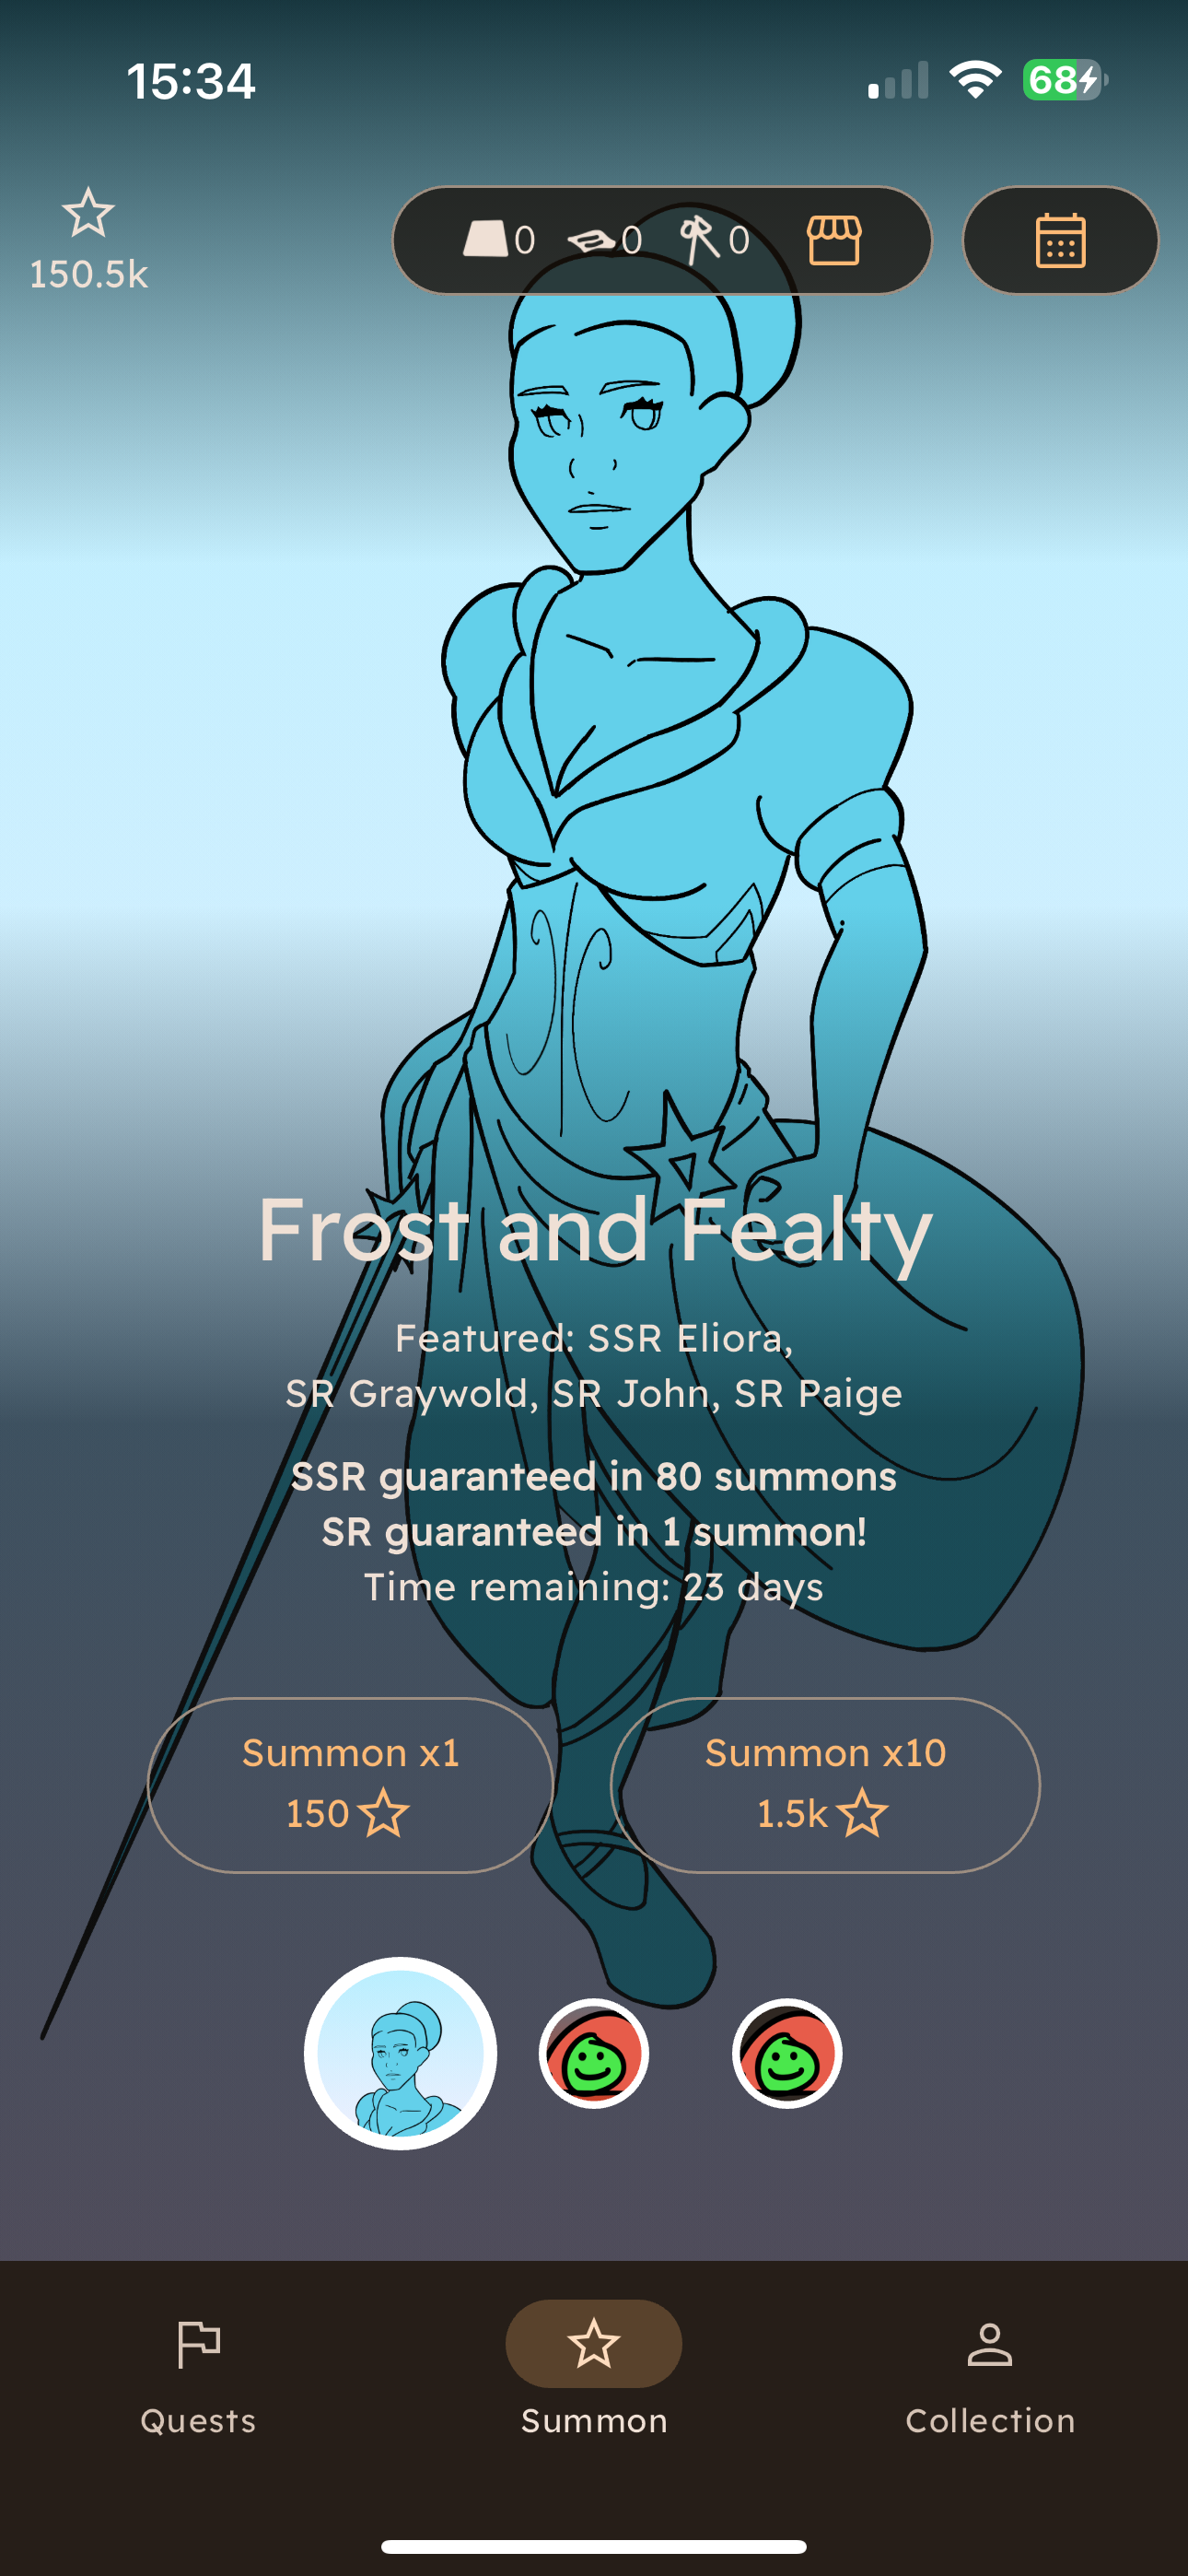 15:34
68
150.5k
0 0 0
Frost and Fealty
Featured: SSR Eliora,
SR Graywold, SR John, SR Paige
SSR guaranteed in 80 summons
SR guaranteed in 1 summon!
Time remaining: 23 days
Summon x1
150
Summon x10
1.5k
Quests
Summon
Collection